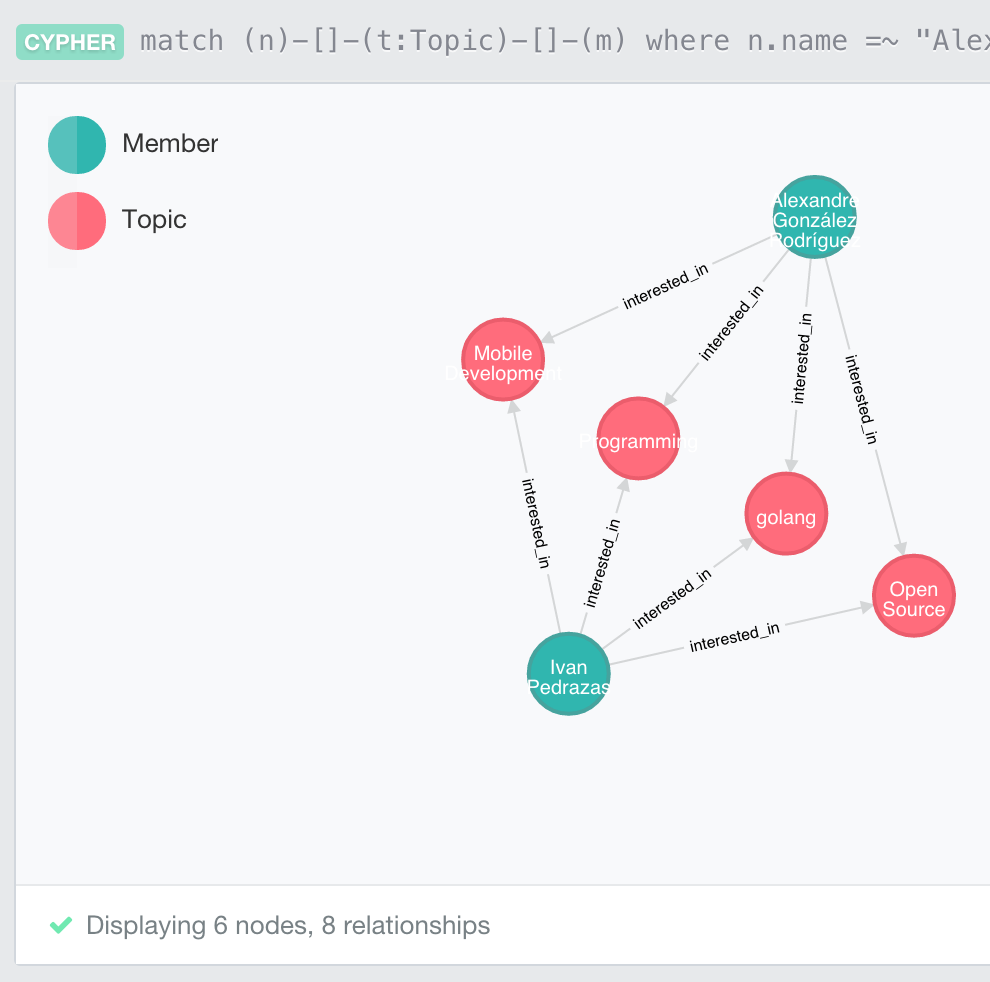 CYPHER match (n)-[]-(t:Topic)-[]-(m) where n.name =~ "Alex
Member
Topic
Alexandre
González
Rodríguez
interested_in
interested_in
interested_in
interested_in
Mobile
Development
Programming
golang
Open
Source
interested_in
interested_in
interested_in
interested_in
Ivan
Pedrazas
Displaying 6 nodes, 8 relationships